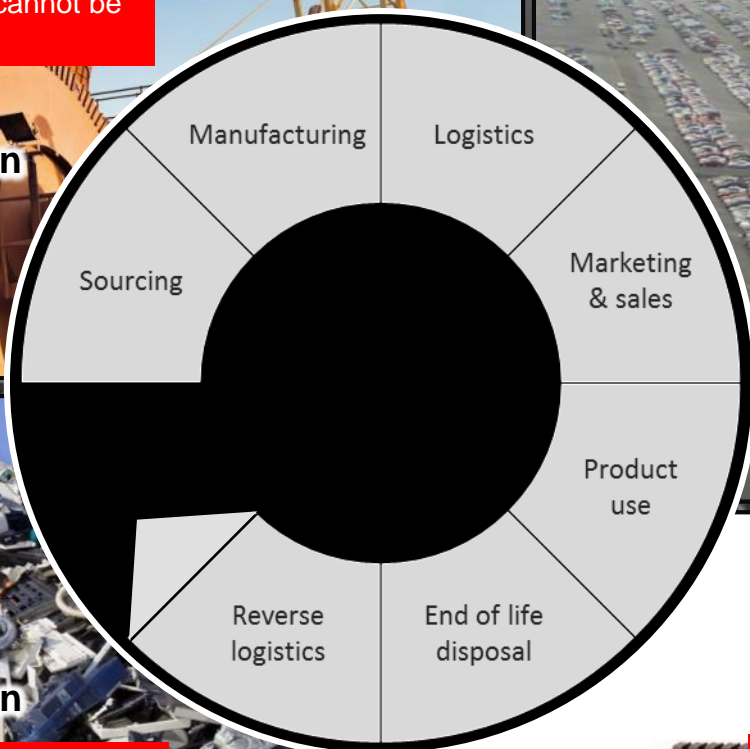 cannot be
n
Manufacturing
Logistics
Sourcing
Marketing
& sales
Product
use
Reverse
logistics
End of life
disposal
n